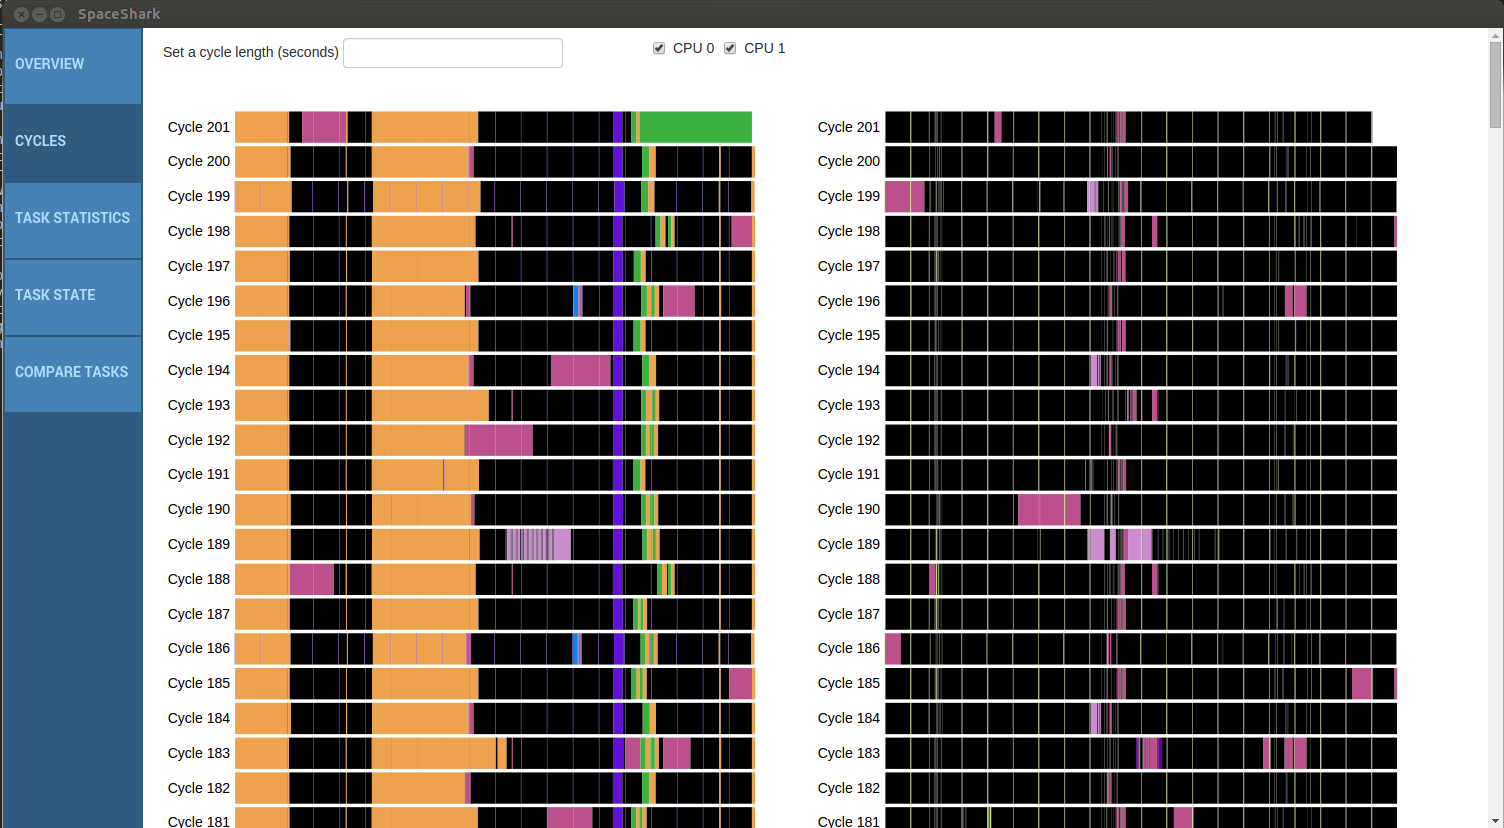 SpaceShark
Set a cycle length (seconds)
CPU 0 CPU 1
OVERVIEW
CYCLES
TASK STATISTICS
TASK STATE
COMPARE TASKS
Cycle 201 Cycle 201
Cycle 200 Cycle 200
Cycle 199 Cycle 199
Cycle 198 Cycle 198
Cycle 197 Cycle 197
Cycle 196 Cycle 196
Cycle 195 Cycle 195
Cycle 194 Cycle 194
Cycle 193 Cycle 193
Cycle 192 Cycle 192
Cycle 191 Cycle 191
Cycle 190 Cycle 190
Cycle 189 Cycle 189
Cycle 188 Cycle 188
Cycle 187 Cycle 187
Cycle 186 Cycle 186
Cycle 185 Cycle 185
Cycle 184 Cycle 184
Cycle 183 Cycle 183
Cycle 182 Cycle 182
Cycle 181 Cycle 181